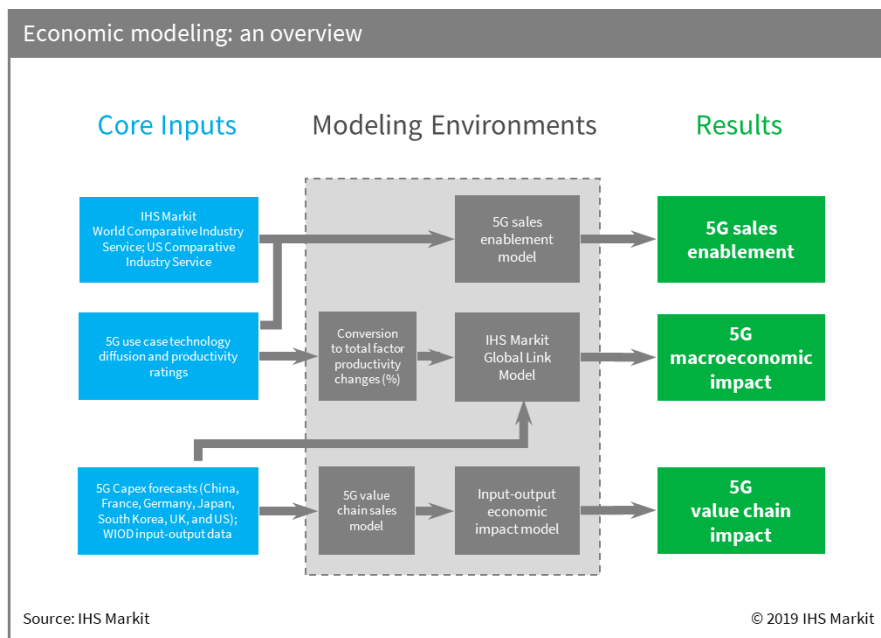 Economic modeling: an overview
Core Inputs
Modeling Environments
Results
IHS Markit
World Comparative Industry
Service; US Comparative
Industry Service
5G sales
enablement
model
5G sales
enablement
5G use case technology
diffusion and productivity
ratings
Conversion
to total factor
productivity
changes (%)
IHS Markit
Global Link
Model
5G
macroeconomic
impact
5G Capex forecasts (China,
France, Germany, Japan,
South Korea, UK, and US);
WIOD input-output data
5G value
chain sales
model
Input-output
economic
impact model
5G
value chain
impact
Source: IHS Markit
© 2019 IHS Markit